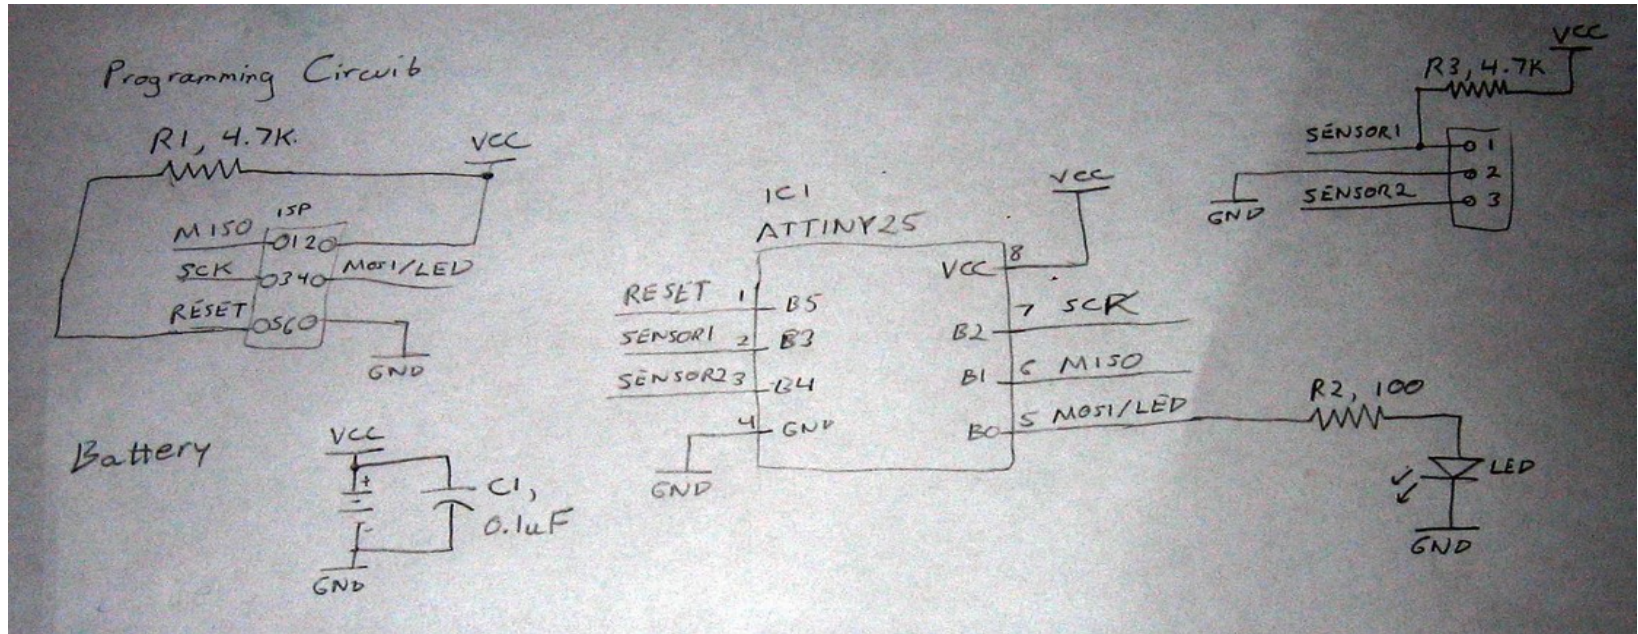 Programming Circuit
R1, 4.7K.
VCC
ISP
MISO
O12O
SCK
O34O
MOSI/LED
RESET
O56O
GND
Battery
VCC
+
-
GND
C1,
0.1uF
IC1
ATTINY25
VCC
8
VCC
RESET 1 B5
SENSOR1 2 B3
SENSOR2 3 B4
4 GND
GND
7 SCK
B2
6 MISO
B1
5 MOSI/LED
B0
R2, 100
LED
GND
VCC
R3, 4.7K
SENSOR1
1
2
GND
SENSOR2
3